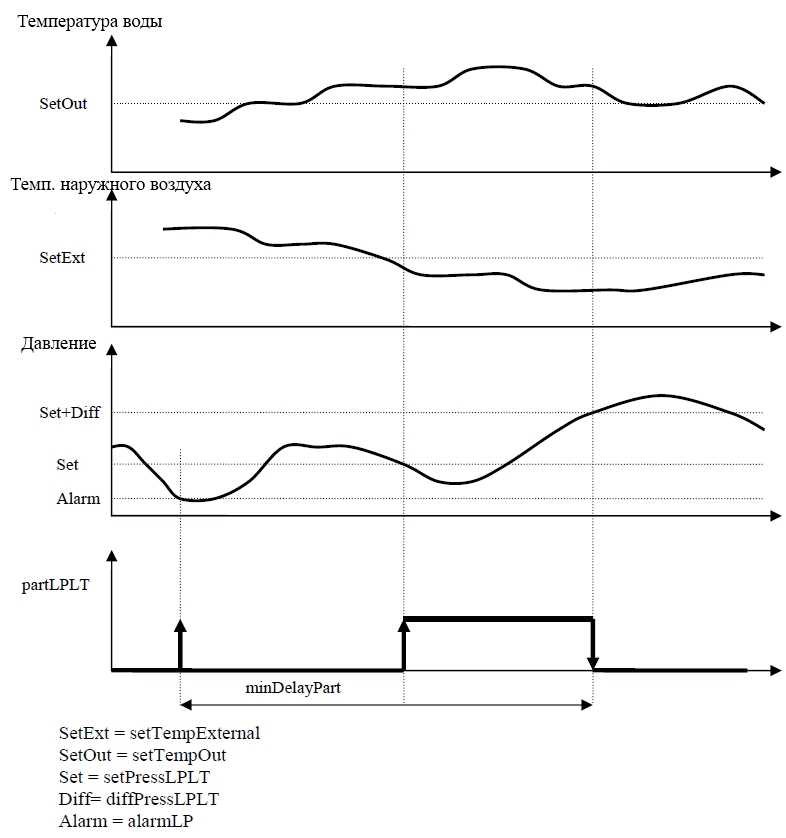 Температура воды
SetOut
Темп. наружного воздуха
SetExt
Давление
Set+Diff
Set
Alarm
partLPLT
minDelayPart
SetExt = setTempExternal
SetOut = setTempOut
Set = setPressLPLT
Diff= diffPressLPLT
Alarm = alarmLP